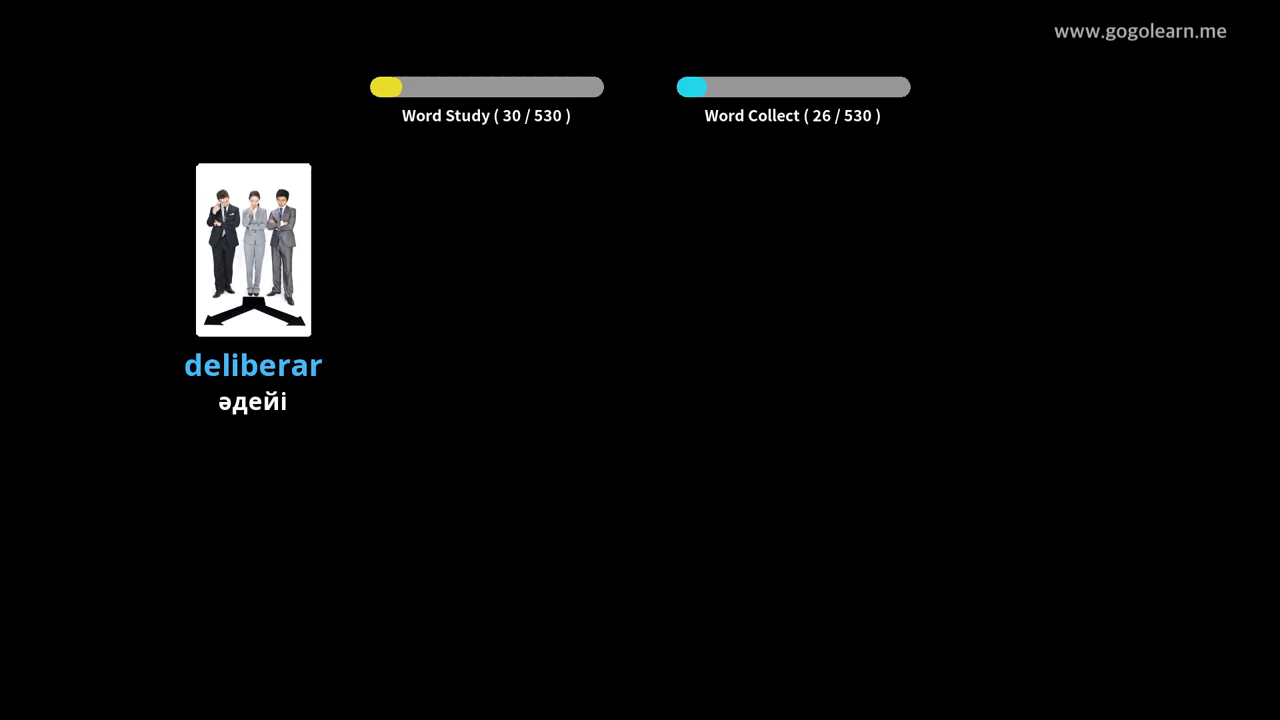 www.gogolearn.me
Word Study ( 30 / 530 )
Word Collect ( 26 / 530 )
deliberar
әдейі